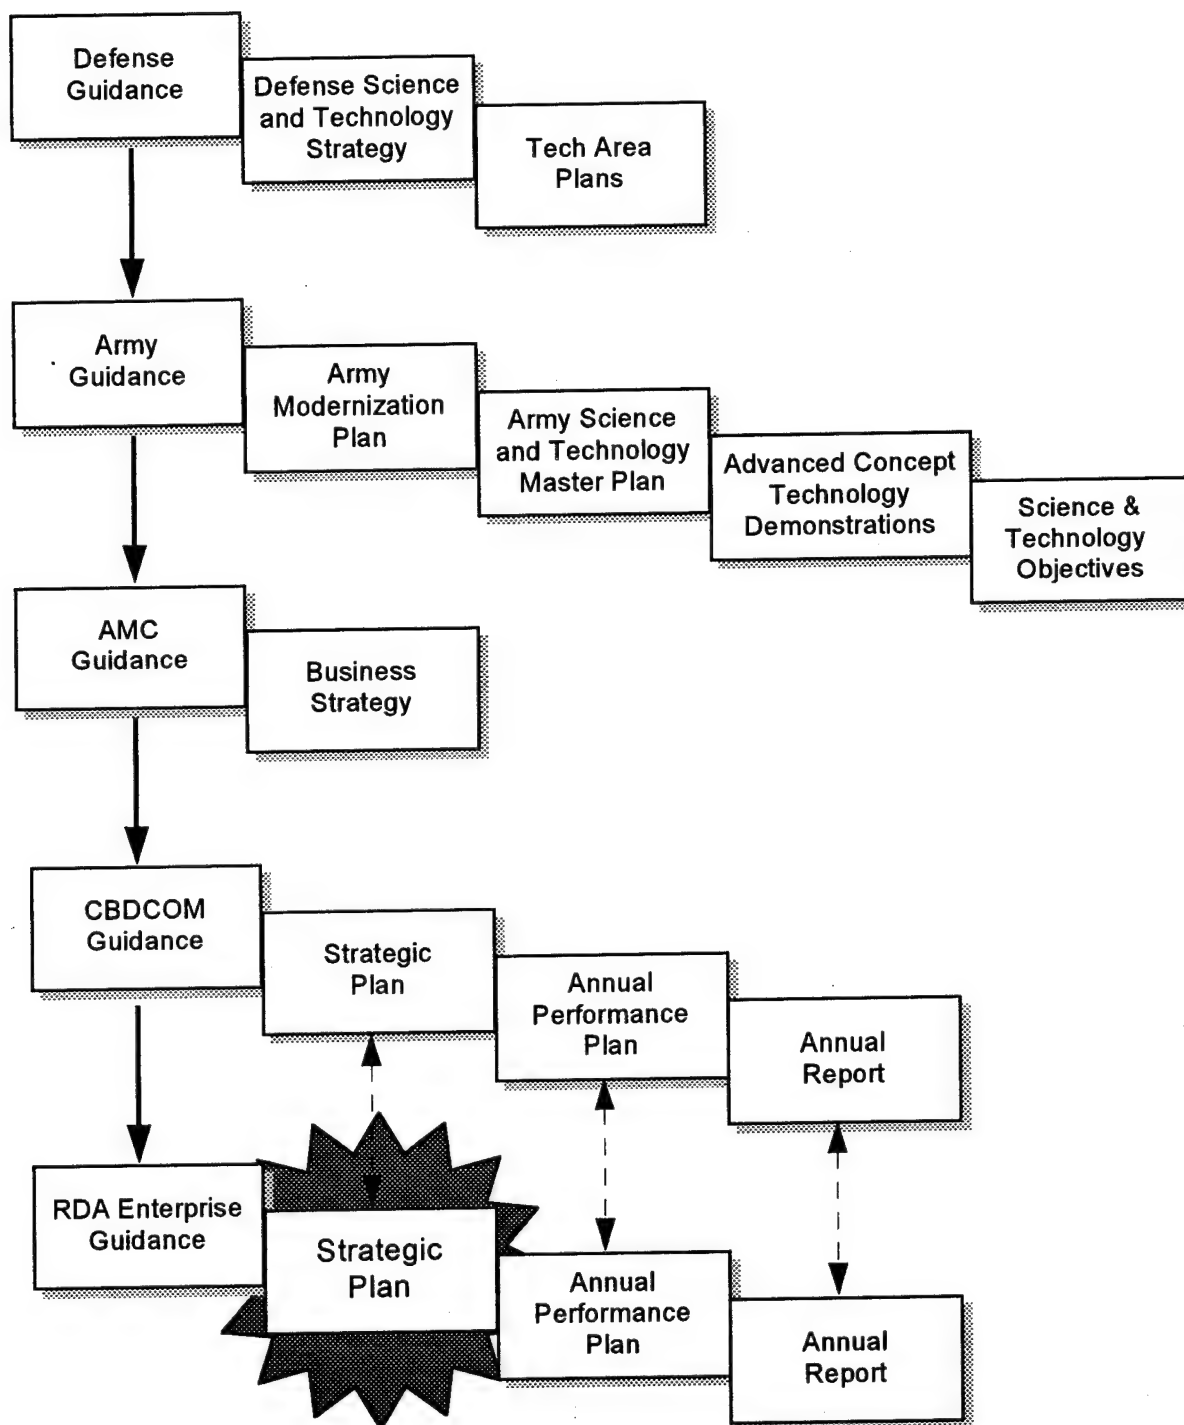 Defense
Guidance
Defense Science
and Technology
Strategy
Tech Area
Plans
Army
Guidance
Army
Modernization
Plan
Army Science
and Technology
Master Plan
Advanced Concept
Technology
Demonstrations
Science &
Technology
Objectives
AMC
Guidance
Business
Strategy
CBDCOM
Guidance
Strategic
Plan
Annual
Performance
Plan
Annual
Report
RDA Enterprise
Guidance
Strategic
Plan
Annual
Performance
Plan
Annual
Report